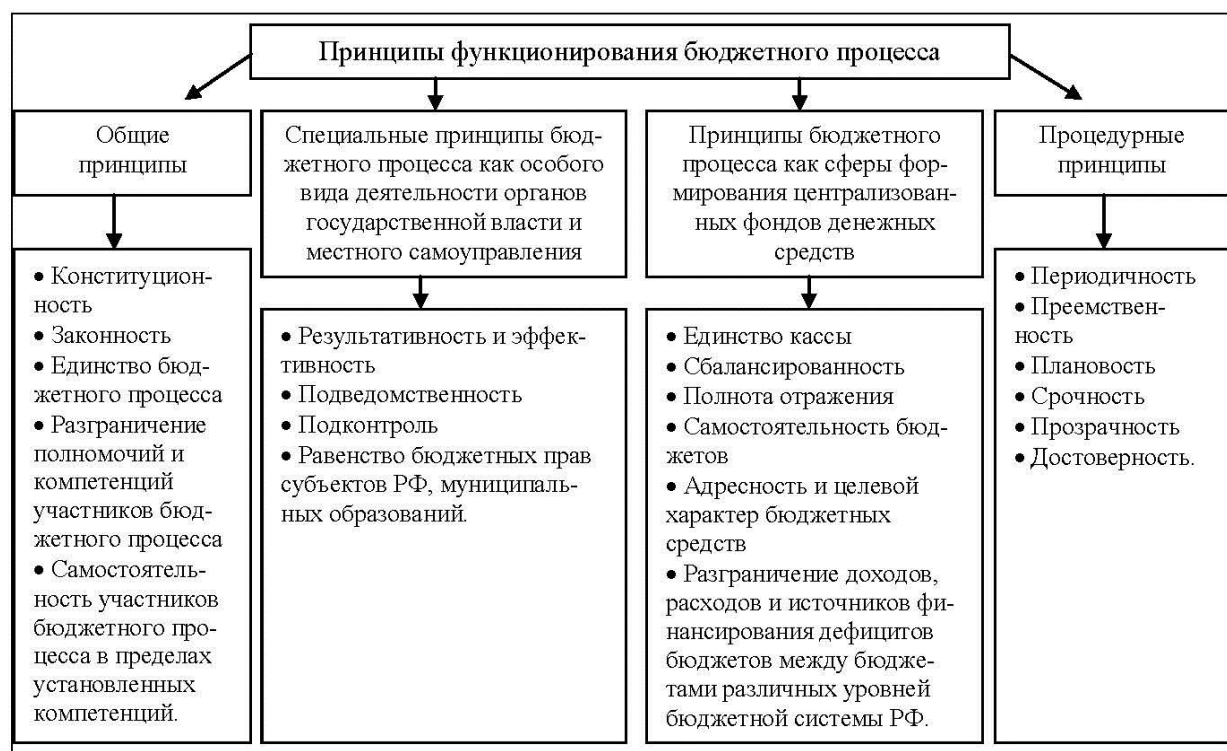 Принципы функционирования бюджетного процесса
Общие
принципы
Специальные принципы бюд-
жетного процесса как особого
вида деятельности органов
государственной власти и
местного самоуправления
Принципы бюджетного
процесса как сферы фор-
мирования централизован-
ных фондов денежных
средств
Процедурные
принципы
• Конституцион-
ность
• Законность
• Единство бюд-
жетного процесса
• Разграничение
полномочий и
компетенций
участников бюд-
жетного процесса
• Самостоятель-
ность участников
бюджетного про-
цесса в пределах
установленных
компетенций.
• Результативность и эффек-
тивность
• Подведомственность
• Подконтроль
• Равенство бюджетных прав
субъектов РФ, муниципаль-
ных образований.
• Единство кассы
• Сбалансированность
• Полнота отражения
• Самостоятельность бюд-
жетов
• Адресность и целевой
характер бюджетных
средств
• Разграничение доходов,
расходов и источников фи-
нансирования дефицитов
бюджетов между бюдже-
тами различных уровней
бюджетной системы РФ.
• Периодичность
• Преемствен-
ность
• Плановость
• Срочность
• Прозрачность
• Достоверность.